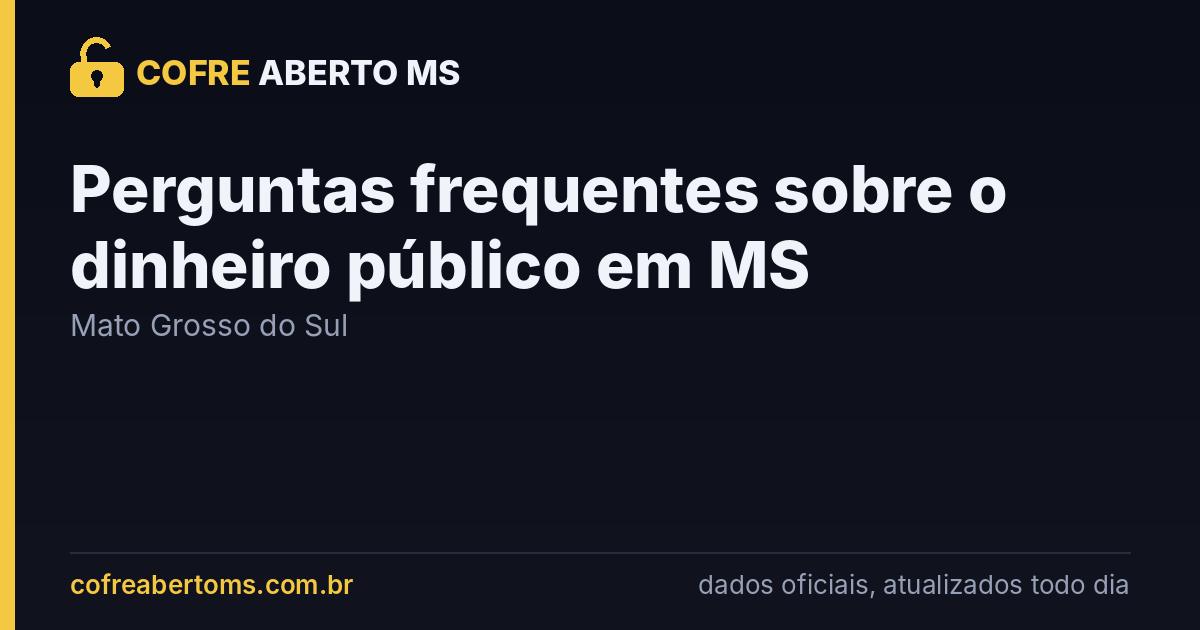 COFRE ABERTO MS
Perguntas frequentes sobre o
dinheiro público em MS
Mato Grosso do Sul
cofreabertoms.com.br
dados oficiais, atualizados todo dia